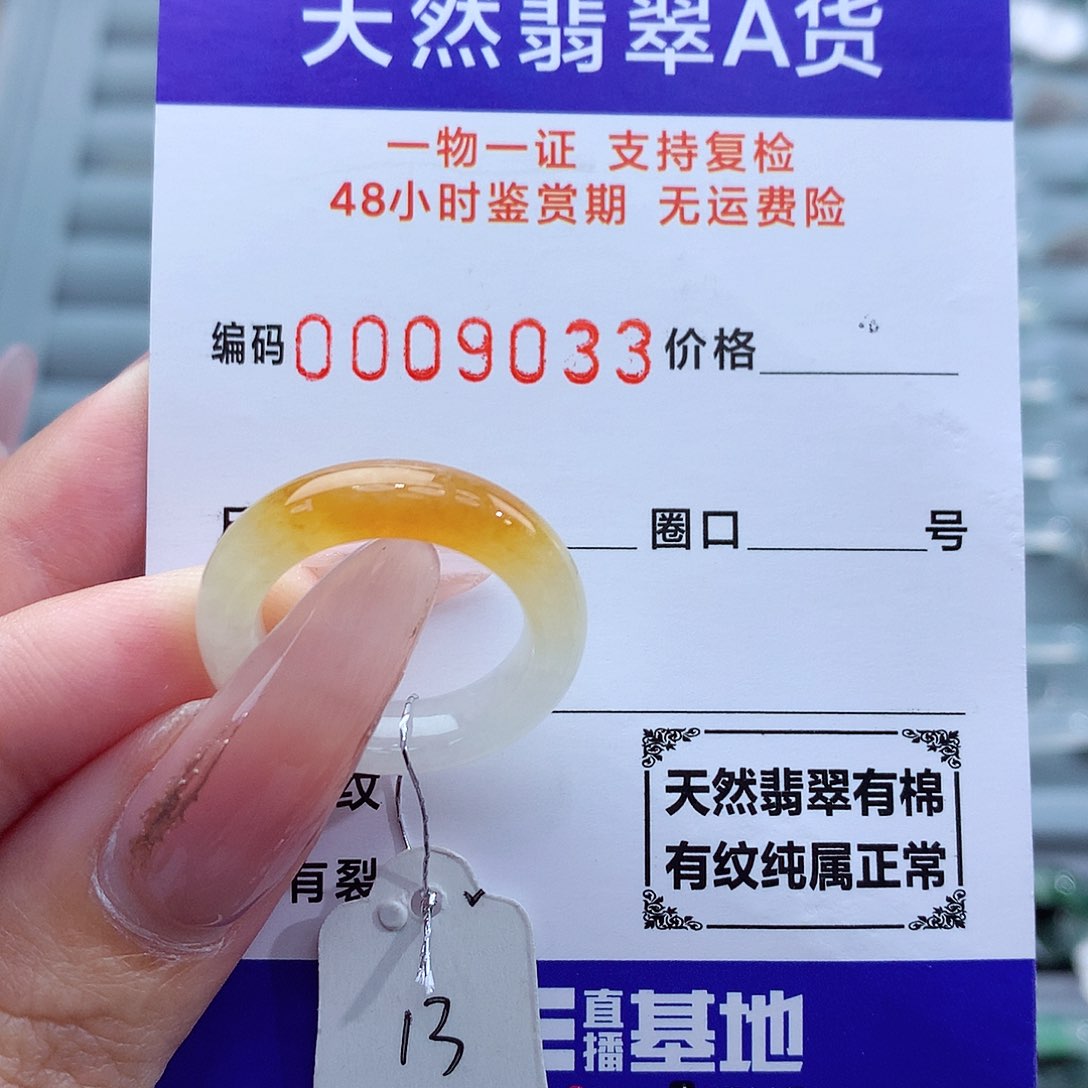 天然翡翠A货
一物一证 支持复检
48小时鉴赏期 无运费险
编码0009033价格
圈口 号
纹
有裂
天然翡翠有棉
有纹纯属正常
直播基地
13